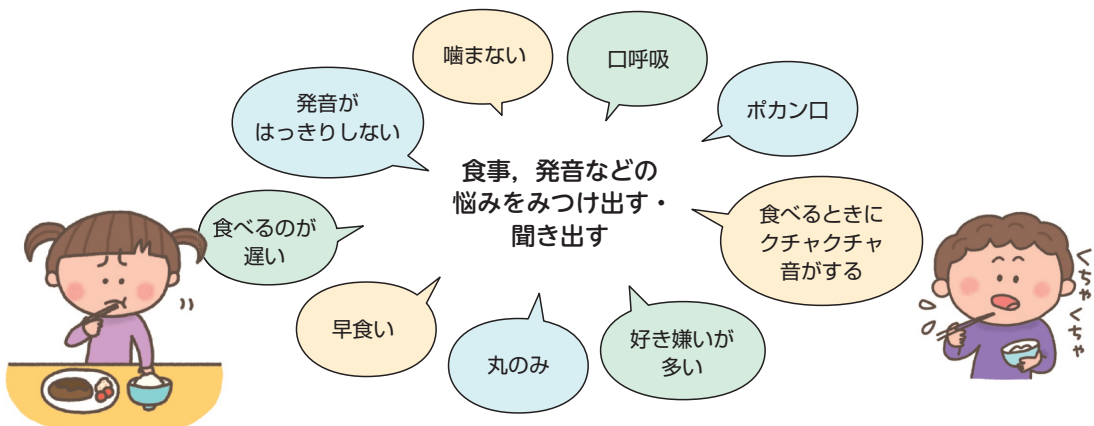 噛まない
口呼吸
発音が
はっきりしない
ポカン口
食事，発音などの
悩みをみつけ出す・
聞き出す
食べるのが
遅い
食べるときに
クチャクチャ
音がする
早食い
丸のみ
好き嫌いが
多い
くちゃくちゃ